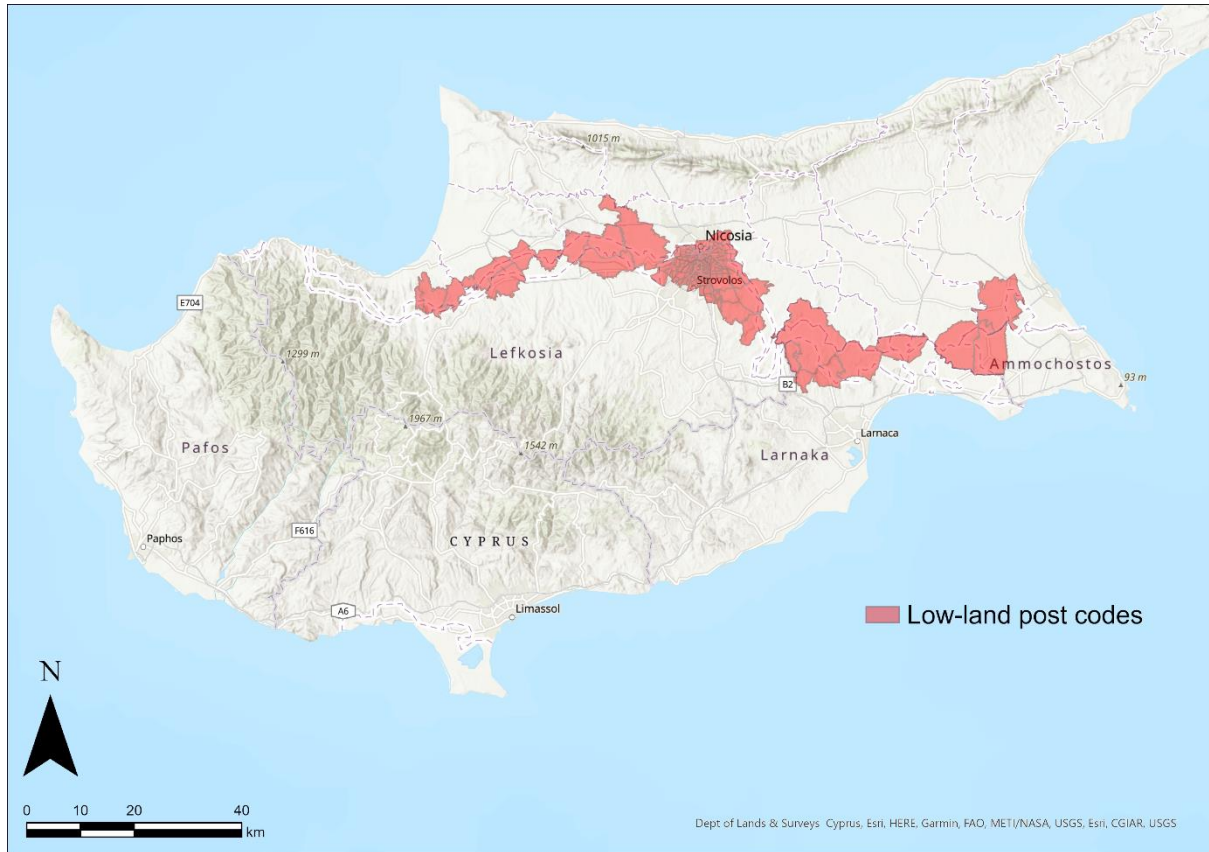 1015 m
Nicosia
Strovolos
E704
Lefkosia
1299 m
Ammochostos
93 m
B2
1967 m
1542 m
Larnaca
Pafos
Larnaka
F616
Paphos
CYPRUS
A6
Limassol
Low-land post codes
N
0 10 20 40
km
Dept of Lands & Surveys Cyprus, Esri, HERE, Garmin, FAO, METI/NASA, USGS, Esri, CGIAR, USGS